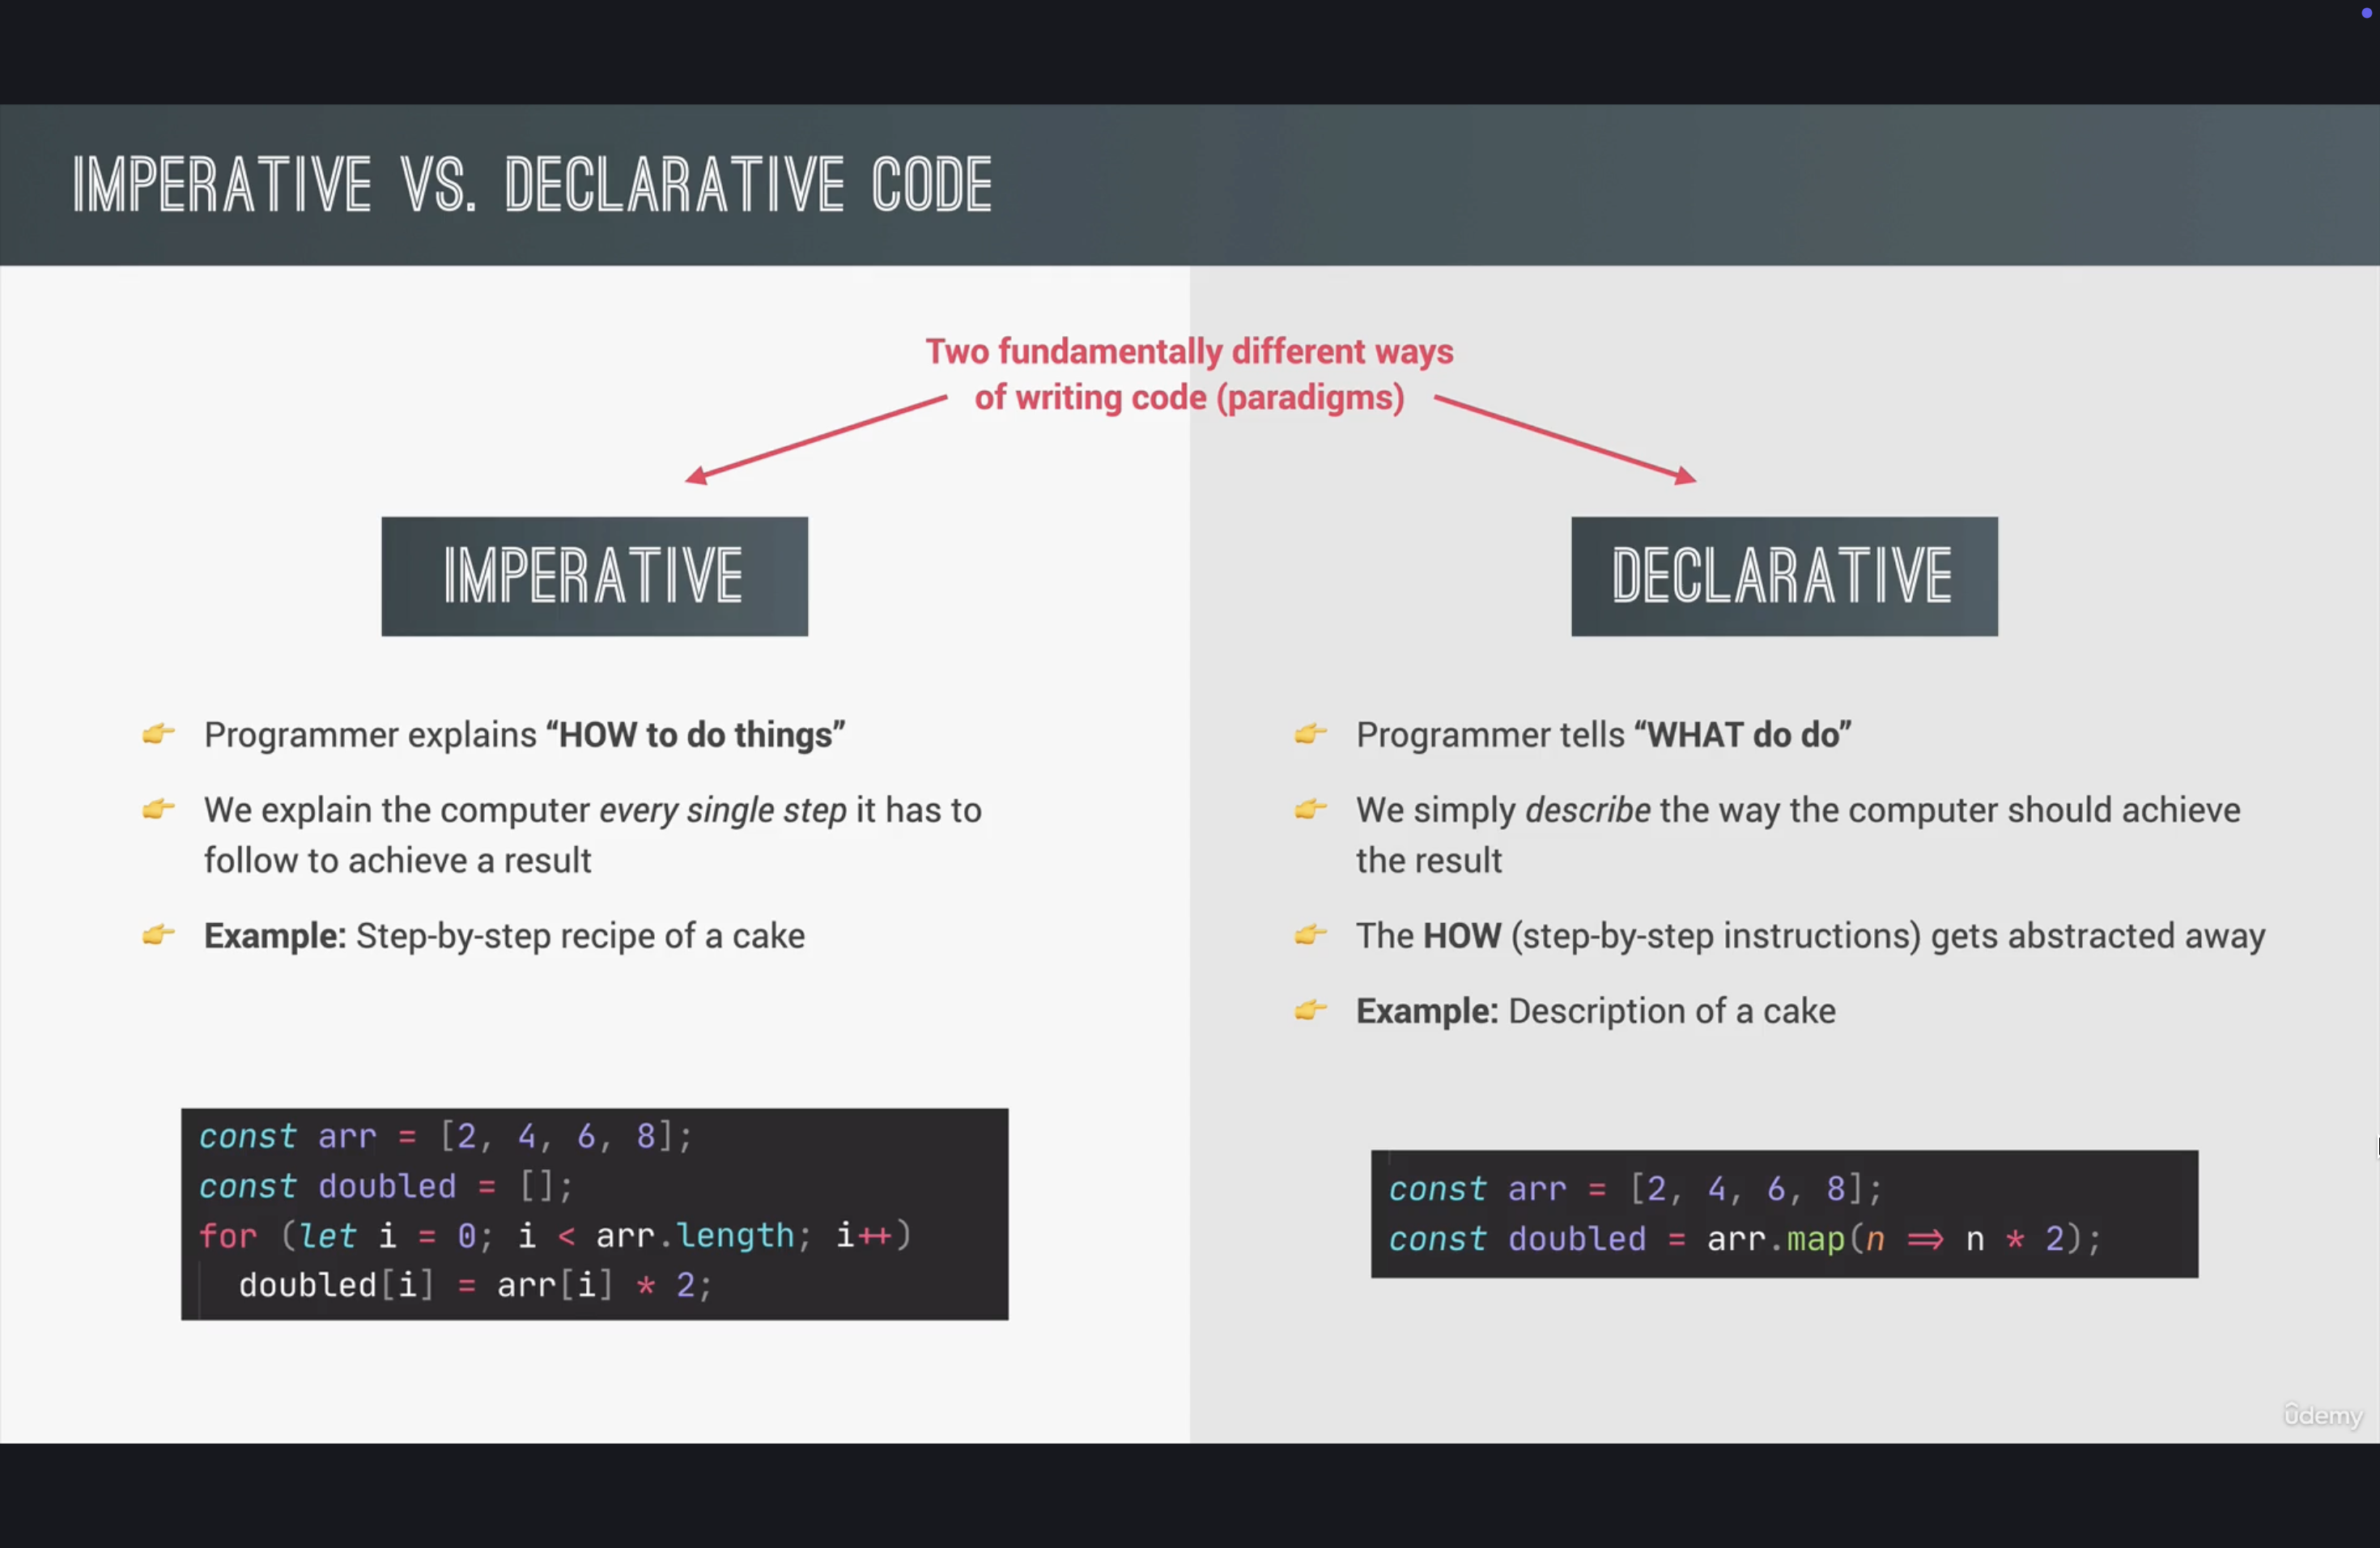 IMPERATIVE VS. DECLARATIVE CODE
Two fundamentally different ways
of writing code (paradigms)
IMPERATIVE
👉 Programmer explains “HOW to do things”
👉 We explain the computer every single step it has to
follow to achieve a result
👉 Example: Step-by-step recipe of a cake
const arr = [2, 4, 6, 8];
const doubled = [];
for (let i = 0; i < arr.length; i++)
doubled[i] = arr[i] * 2;
DECLARATIVE
👉 Programmer tells “WHAT do do”
👉 We simply describe the way the computer should achieve
the result
👉 The HOW (step-by-step instructions) gets abstracted away
👉 Example: Description of a cake
const arr = [2, 4, 6, 8];
const doubled = arr.map(n => n * 2);
udemy